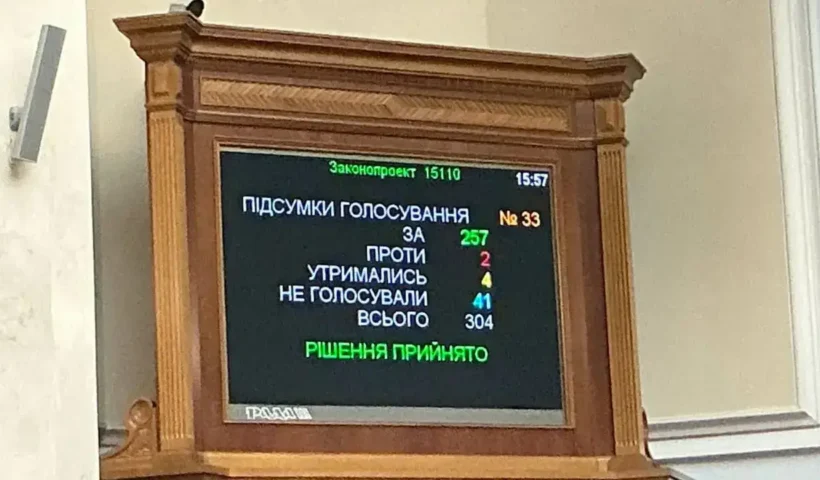 Законопроект 15110
15:57
ПІДСУМКИ ГОЛОСУВАННЯ № 33
ЗА 257
ПРОТИ 2
УТРИМАЛИСЬ 4
НЕ ГОЛОСУВАЛИ 41
ВСЬОГО 304
РІШЕННЯ ПРИЙНЯТО